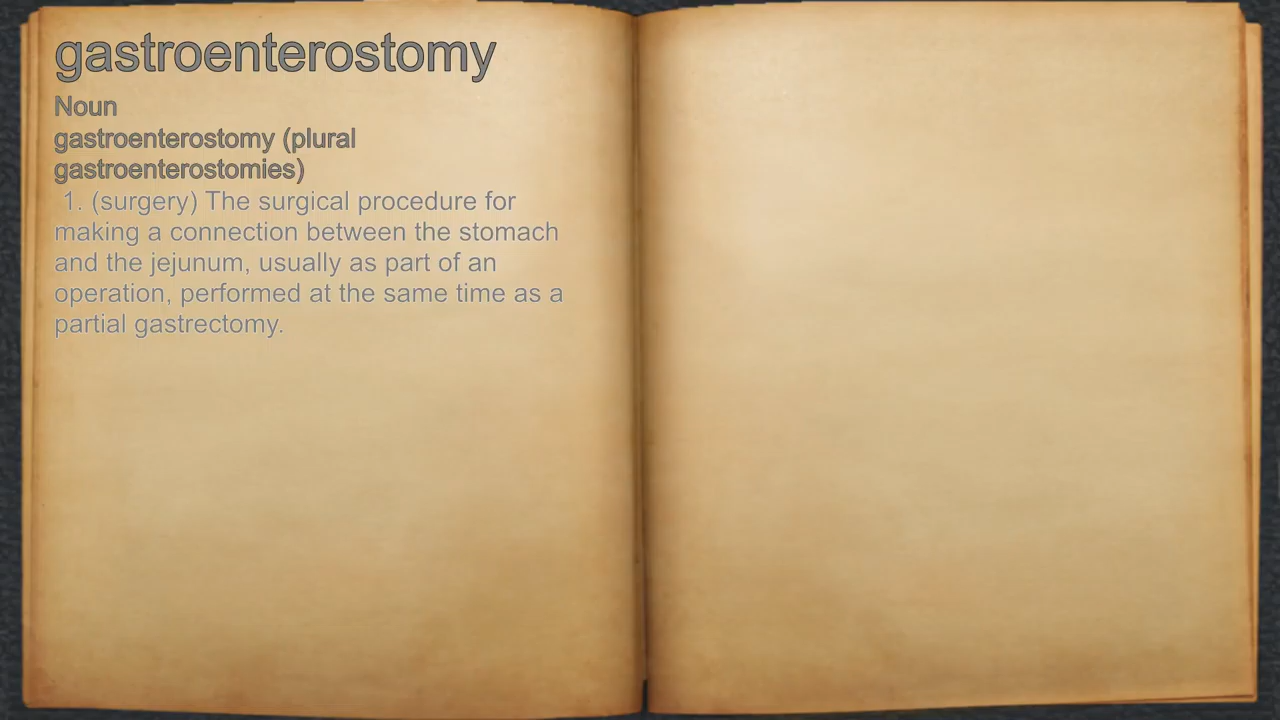 gastroenterostomy
Noun
gastroenterostomy (plural
gastroenterostomies)
1. (surgery) The surgical procedure for
making a connection between the stomach
and the jejunum, usually as part of an
operation, performed at the same time as a
partial gastrectomy.